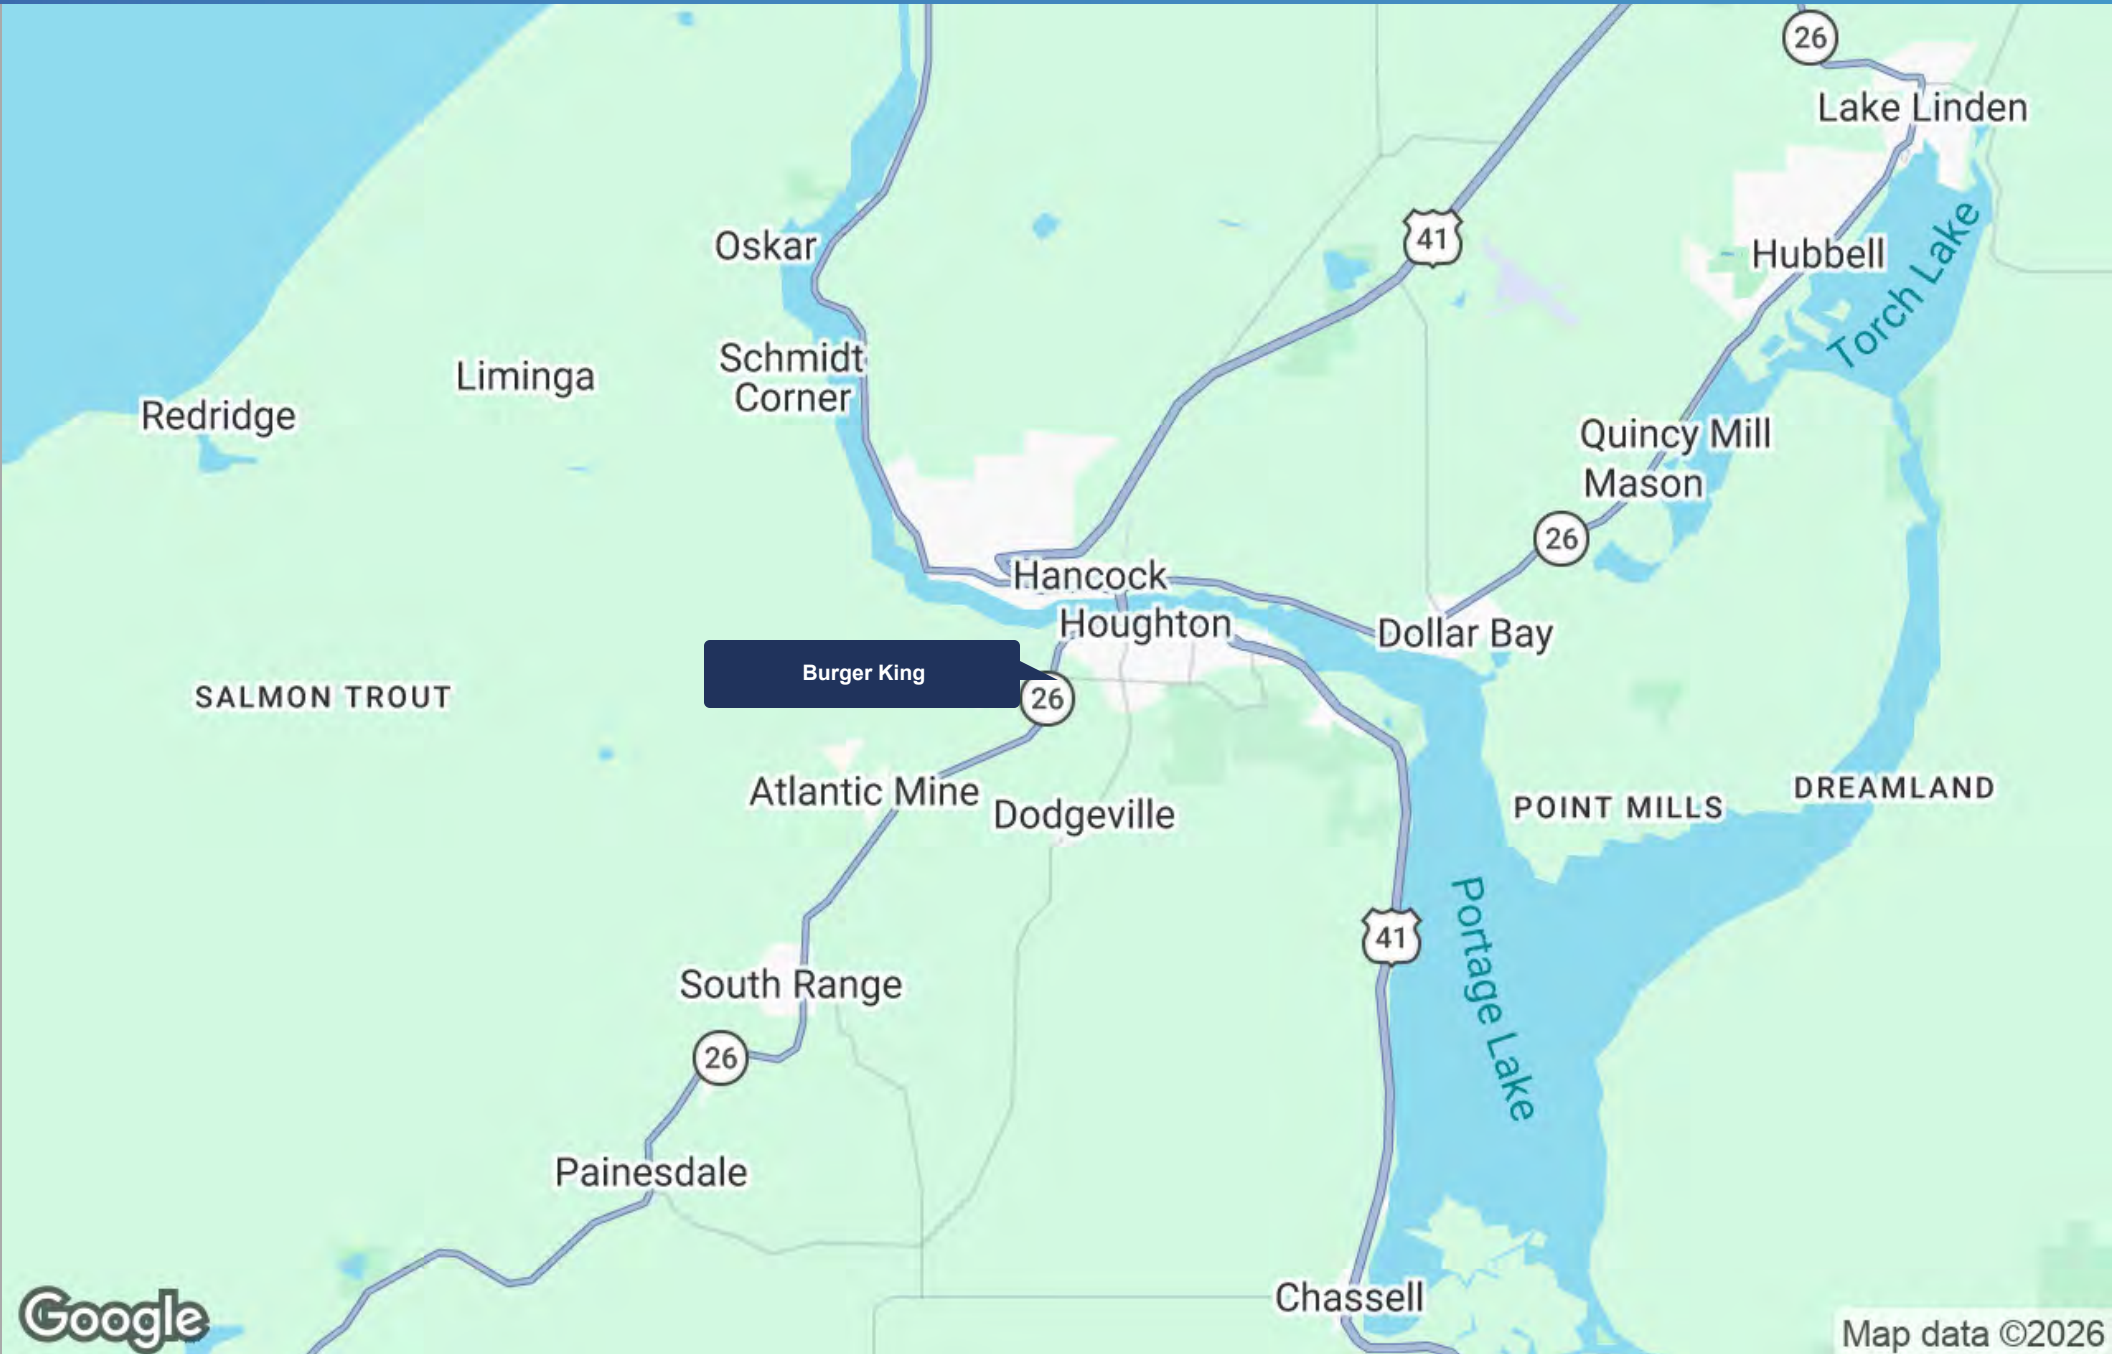 26
Lake Linden
Oskar
41
Hubbell
Torch Lake
Schmidt
Corner
Liminga
Redridge
Quincy Mill
Mason
26
Hancock
Houghton
Dollar Bay
Burger King
26
SALMON TROUT
Atlantic Mine
Dodgeville
POINT MILLS
DREAMLAND
41
Portage Lake
South Range
26
Painesdale
Chassell
Google
Map data ©2026